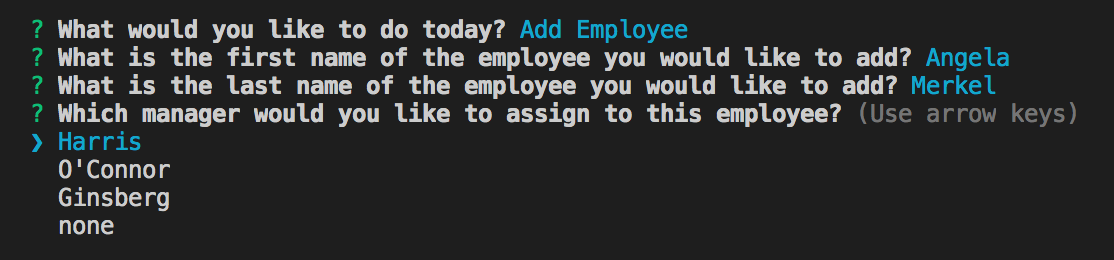 ? What would you like to do today? Add Employee
? What is the first name of the employee you would like to add? Angela
? What is the last name of the employee you would like to add? Merkel
? Which manager would you like to assign to this employee? (Use arrow keys)
❯ Harris
O'Connor
Ginsberg
none